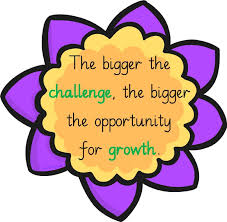 The bigger the
challenge, the bigger
the opportunity
for growth.